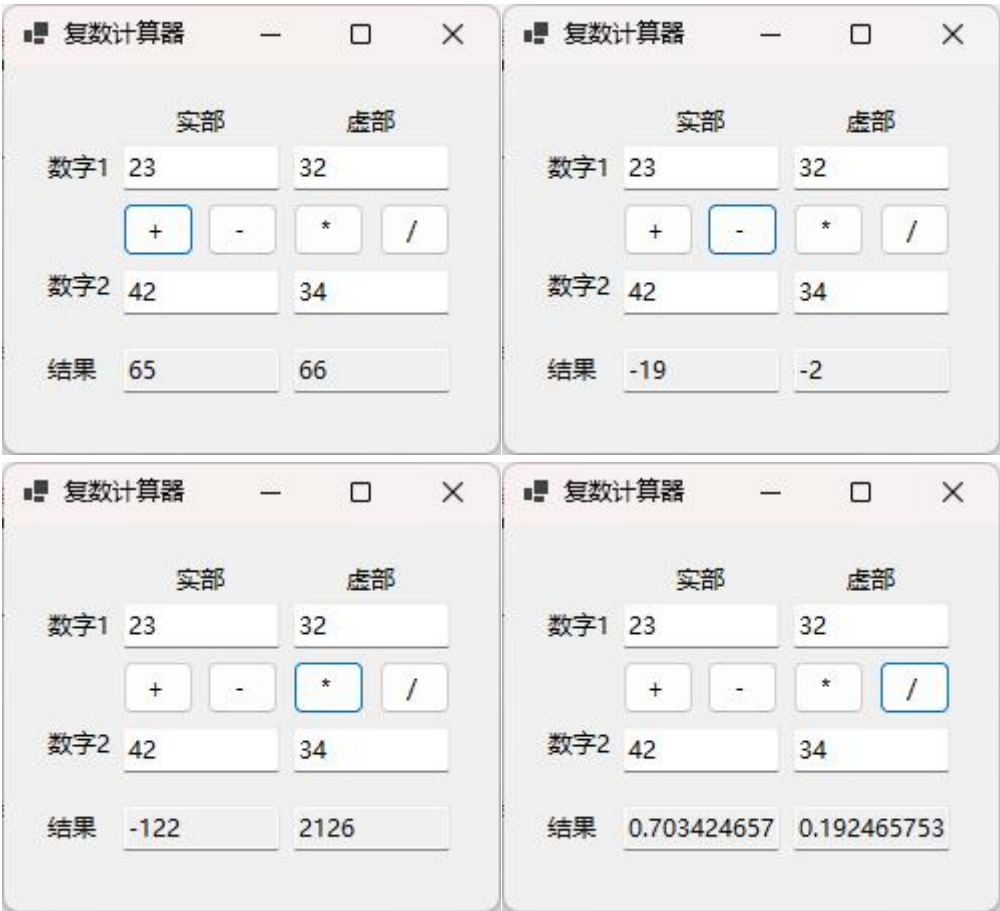 复数计算器
实部 虚部
数字1 23 32
+ - * /
数字2 42 34
结果 65 66
复数计算器
实部 虚部
数字1 23 32
+ - * /
数字2 42 34
结果 -19 -2
复数计算器
实部 虚部
数字1 23 32
+ - * /
数字2 42 34
结果 -122 2126
复数计算器
实部 虚部
数字1 23 32
+ - * /
数字2 42 34
结果 0.703424657 0.192465753